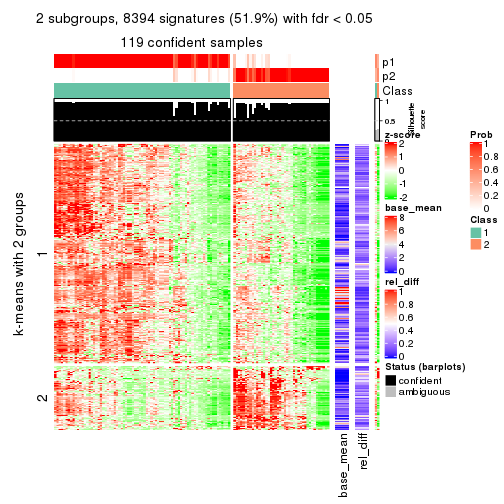 2 subgroups, 8394 signatures (51.9%) with fdr < 0.05
119 confident samples
p1
p2
Class
1
0.5
0
Silhouette
score
k-means with 2 groups
1
2
base_mean
rel_diff
z-score
2
1
0
-1
-2
base_mean
8
6
4
2
0
rel_diff
1
0.8
0.6
0.4
0.2
0
Status (barplots)
confident
ambiguous
Prob
1
0.8
0.6
0.4
0.2
0
Class
1
2